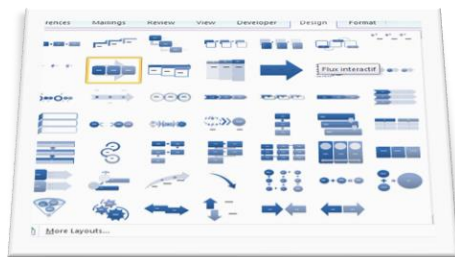 rences Mailings Review View Developer Design Format
Flux interactif
More Layouts...